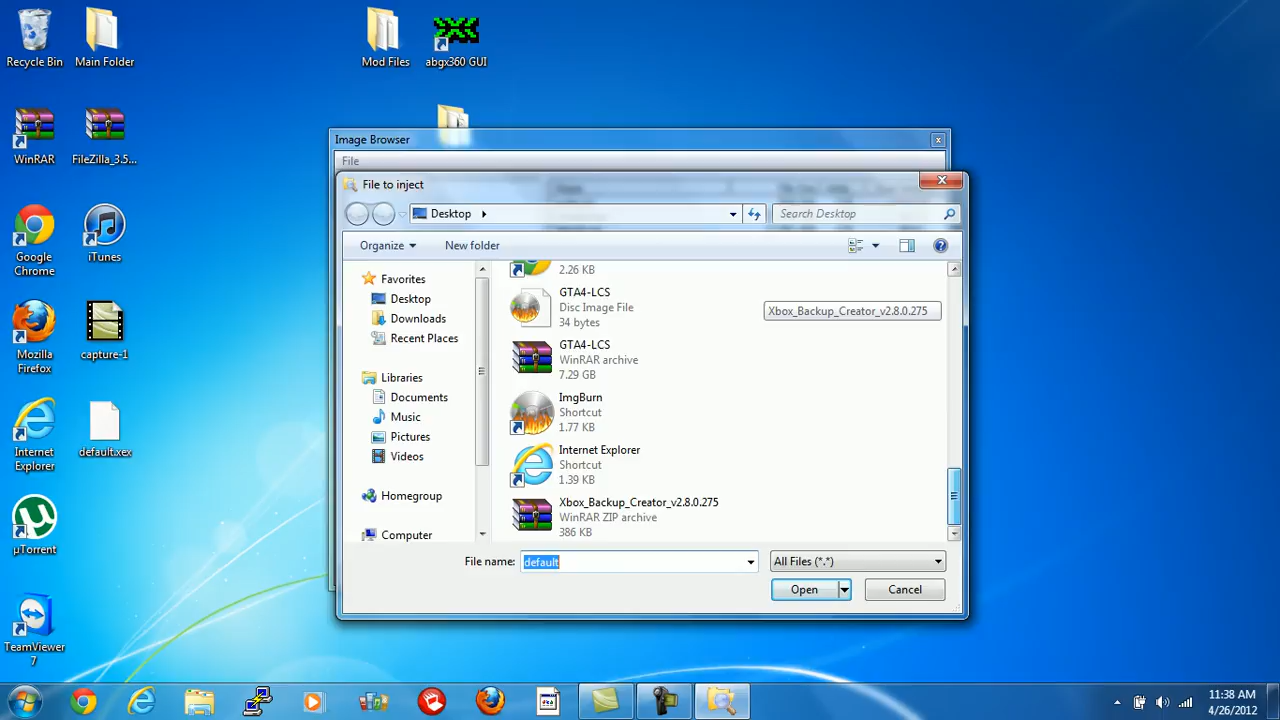 Recycle Bin
Main Folder
Mod Files
abgx360 GUI
WinRAR
FileZilla_3.5...
Google
Chrome
iTunes
Mozilla
Firefox
capture-1
Internet
Explorer
default.xex
µTorrent
TeamViewer
7
Image Browser
File
File to inject
Desktop
Search Desktop
Organize
New folder
Favorites
Desktop
Downloads
Recent Places
Libraries
Documents
Music
Pictures
Videos
Homegroup
Computer
2.26 KB
GTA4-LCS
Disc Image File
34 bytes
GTA4-LCS
WinRAR archive
7.29 GB
ImgBurn
Shortcut
1.77 KB
Internet Explorer
Shortcut
1.39 KB
Xbox_Backup_Creator_v2.8.0.275
WinRAR ZIP archive
386 KB
Xbox_Backup_Creator_v2.8.0.275
File name:
default
All Files (*.*)
Open
Cancel
11:38 AM
4/26/2012